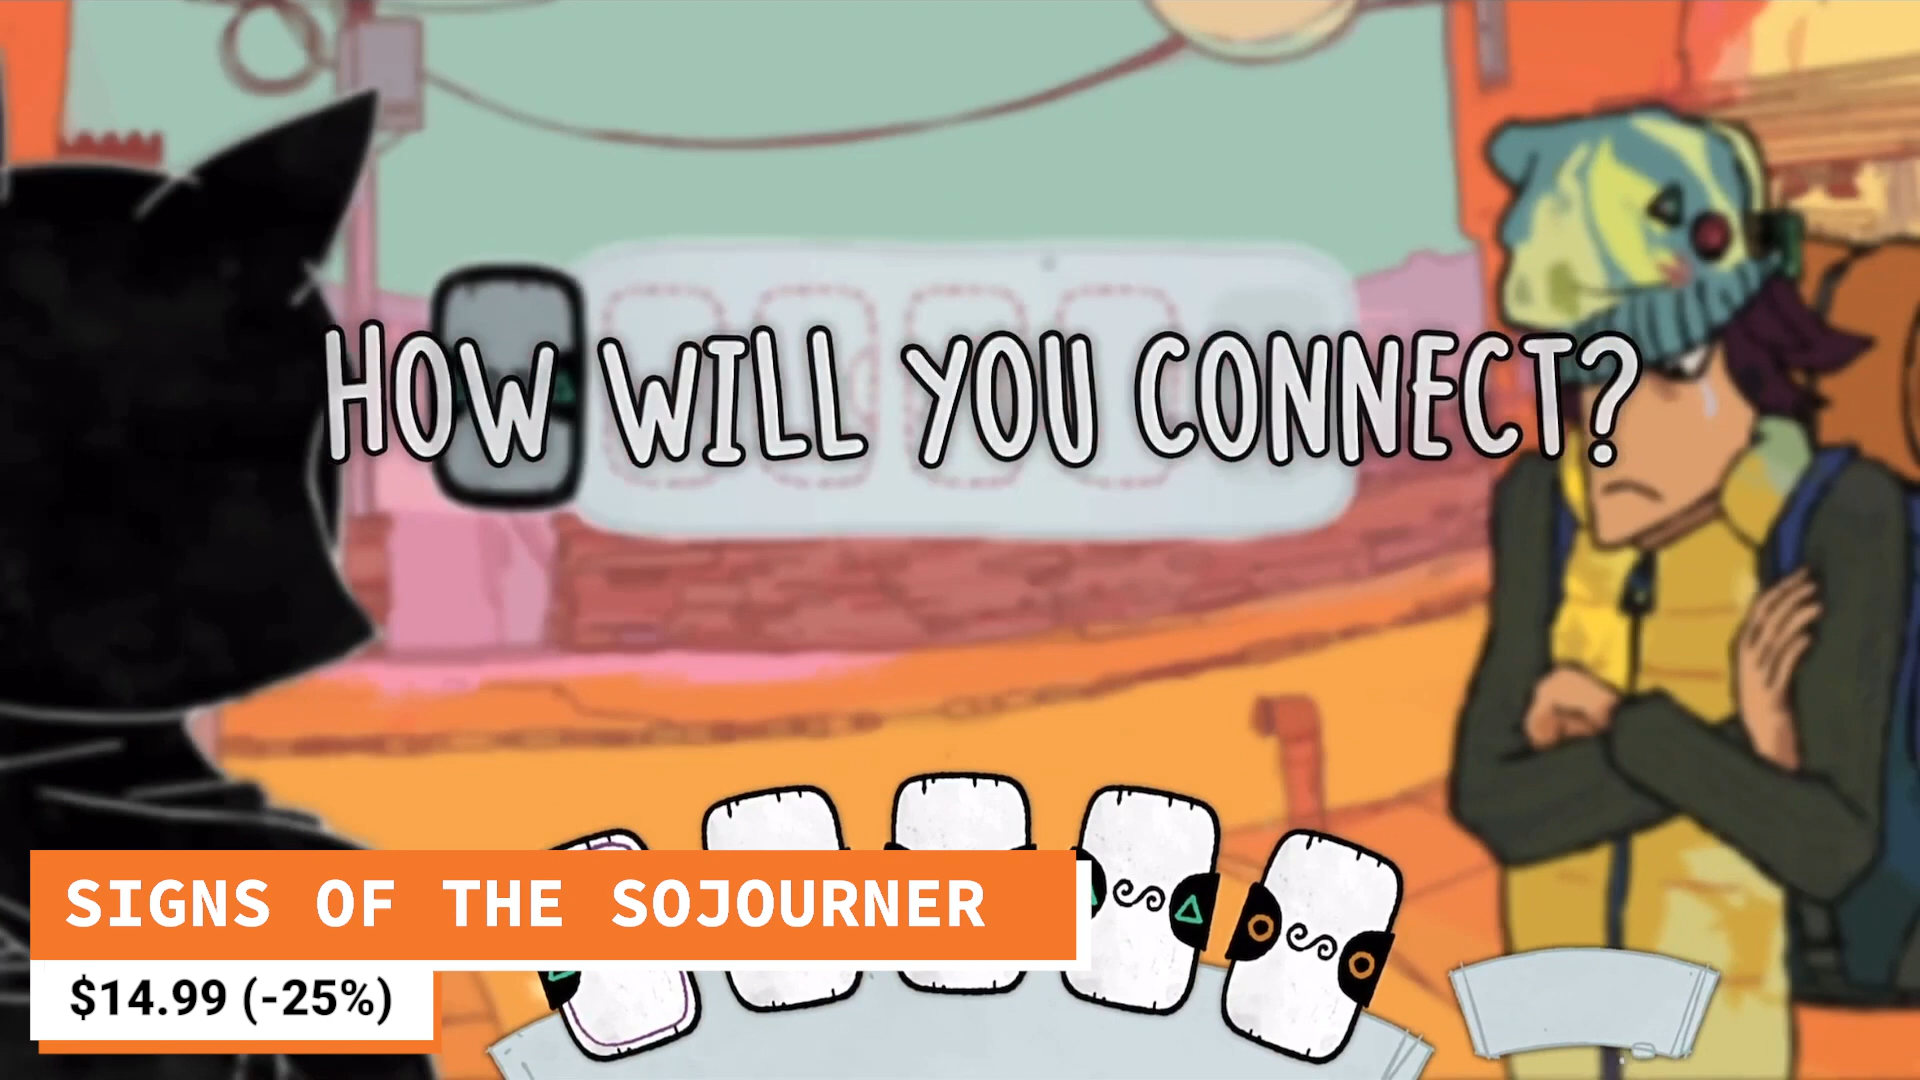 HOW WILL YOU CONNECT?
SIGNS OF THE SOJOURNER
$14.99 (-25%)